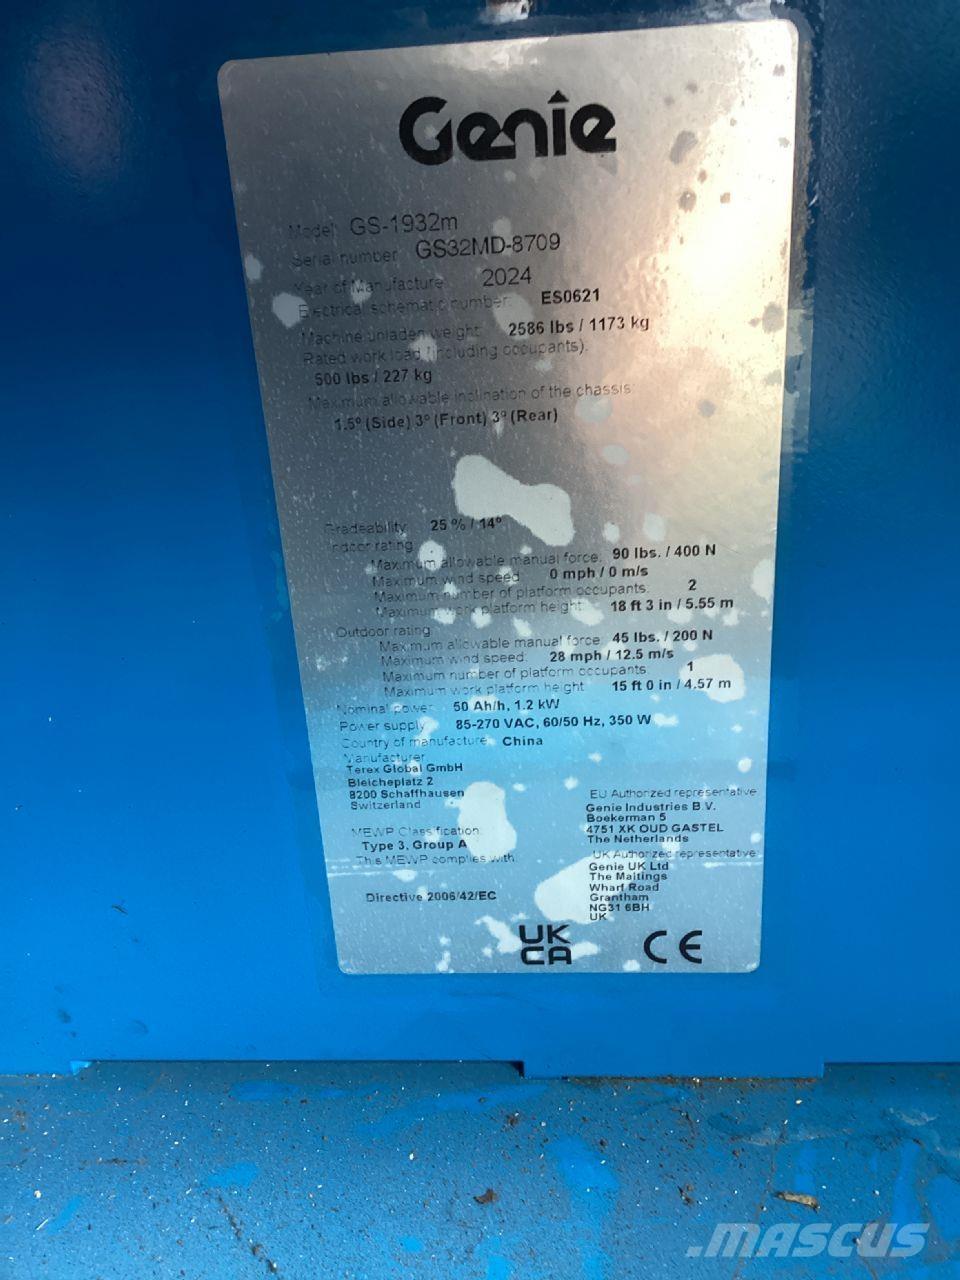 Genie
Model: GS-1932m
Serial number: GS32MD-8709
Year of Manufacture: 2024
Electrical schematic number: ES0621
Machine unladen weight: 2586 lbs / 1173 kg
Rated work load (including occupants):
500 lbs / 227 kg
Maximum allowable inclination of the chassis:
1.5º (Side) 3º (Front) 3º (Rear)
Gradeability: 25 % / 14º
Indoor rating
Maximum allowable manual force: 90 lbs. / 400 N
Maximum wind speed: 0 mph / 0 m/s
Maximum number of platform occupants: 2
Maximum work platform height: 18 ft 3 in / 5.55 m
Outdoor rating
Maximum allowable manual force: 45 lbs. / 200 N
Maximum wind speed: 28 mph / 12.5 m/s
Maximum number of platform occupants: 1
Maximum work platform height: 15 ft 0 in / 4.57 m
Nominal power: 50 Ah/h, 1.2 kW
Power supply: 85-270 VAC, 60/50 Hz, 350 W
Country of manufacture: China
Manufacturer
Terex Global GmbH
Bleicheplatz 2
8200 Schaffhausen
Switzerland
MEWP Classification:
Type 3, Group A
This MEWP complies with:
Directive 2006/42/EC
EU Authorized representative:
Genie Industries B.V.
Boekerman 5
4751 XK OUD GASTEL
The Netherlands
UK Authorized representative:
Genie UK Ltd
The Maltings
Wharf Road
Grantham
NG31 6BH
UK
UK
CA
CE
.MASCUS